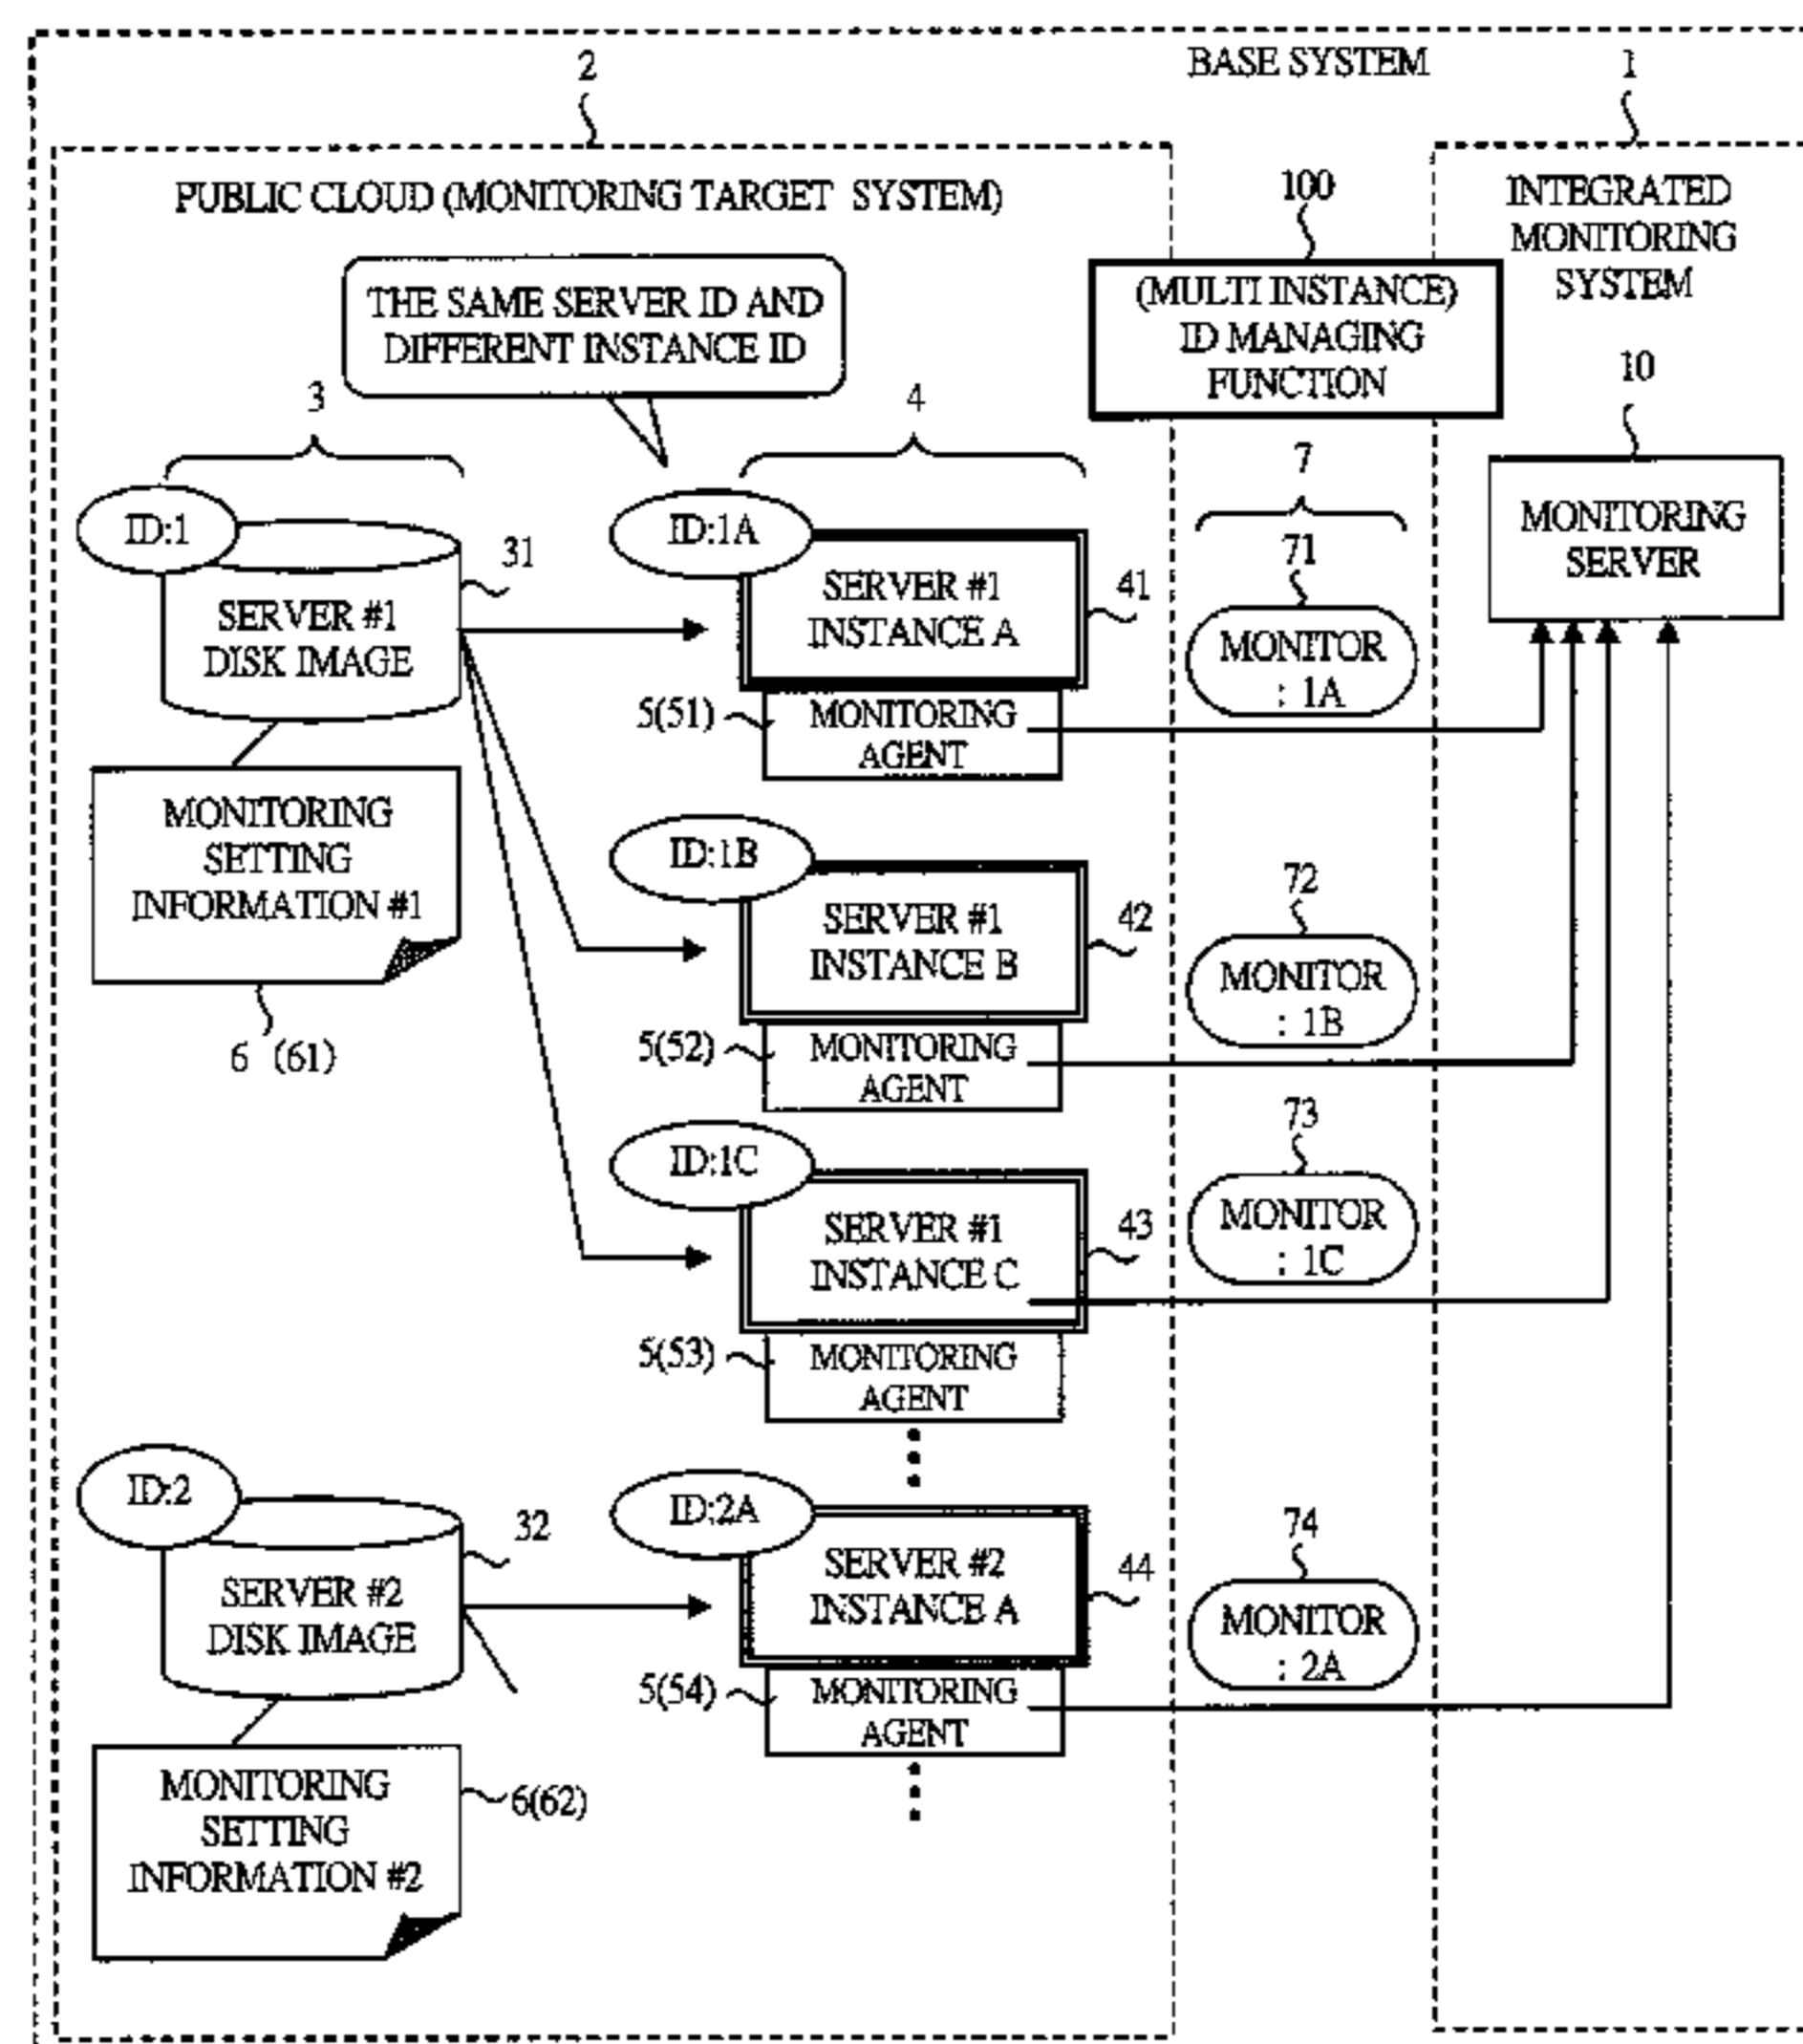 BASE SYSTEM
2
1
PUBLIC CLOUD (MONITORING TARGET SYSTEM)
100
INTEGRATED
MONITORING
SYSTEM
THE SAME SERVER ID AND
DIFFERENT INSTANCE ID
(MULTI INSTANCE)
ID MANAGING
FUNCTION
10
3
4
7
ID:1
ID:1A
MONITORING
SERVER
31
SERVER #1
DISK IMAGE
SERVER #1
INSTANCE A
41
71
MONITOR
: 1A
5(51)
MONITORING
AGENT
MONITORING
SETTING
INFORMATION #1
6 (61)
ID:1B
SERVER #1
INSTANCE B
42
72
MONITOR
: 1B
5(52)
MONITORING
AGENT
ID:1C
SERVER #1
INSTANCE C
43
73
MONITOR
: 1C
5(53)
MONITORING
AGENT
ID:2
ID:2A
32
SERVER #2
DISK IMAGE
SERVER #2
INSTANCE A
44
74
MONITOR
: 2A
5(54)
MONITORING
AGENT
MONITORING
SETTING
INFORMATION #2
6(62)